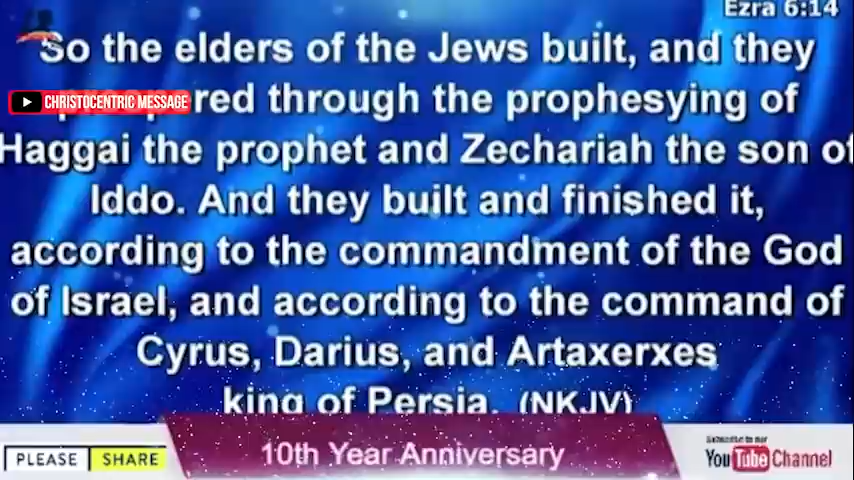 Ezra 6:14
So the elders of the Jews built, and they
CHRISTOCENTRIC MESSAGE
red through the prophesying of
Haggai the prophet and Zechariah the son of
Iddo. And they built and finished it,
according to the commandment of the God
of Israel, and according to the command of
Cyrus, Darius, and Artaxerxes
king of Persia. (NKJV)
10th Year Anniversary
PLEASE SHARE
Subscribe to our
YouTube Channel